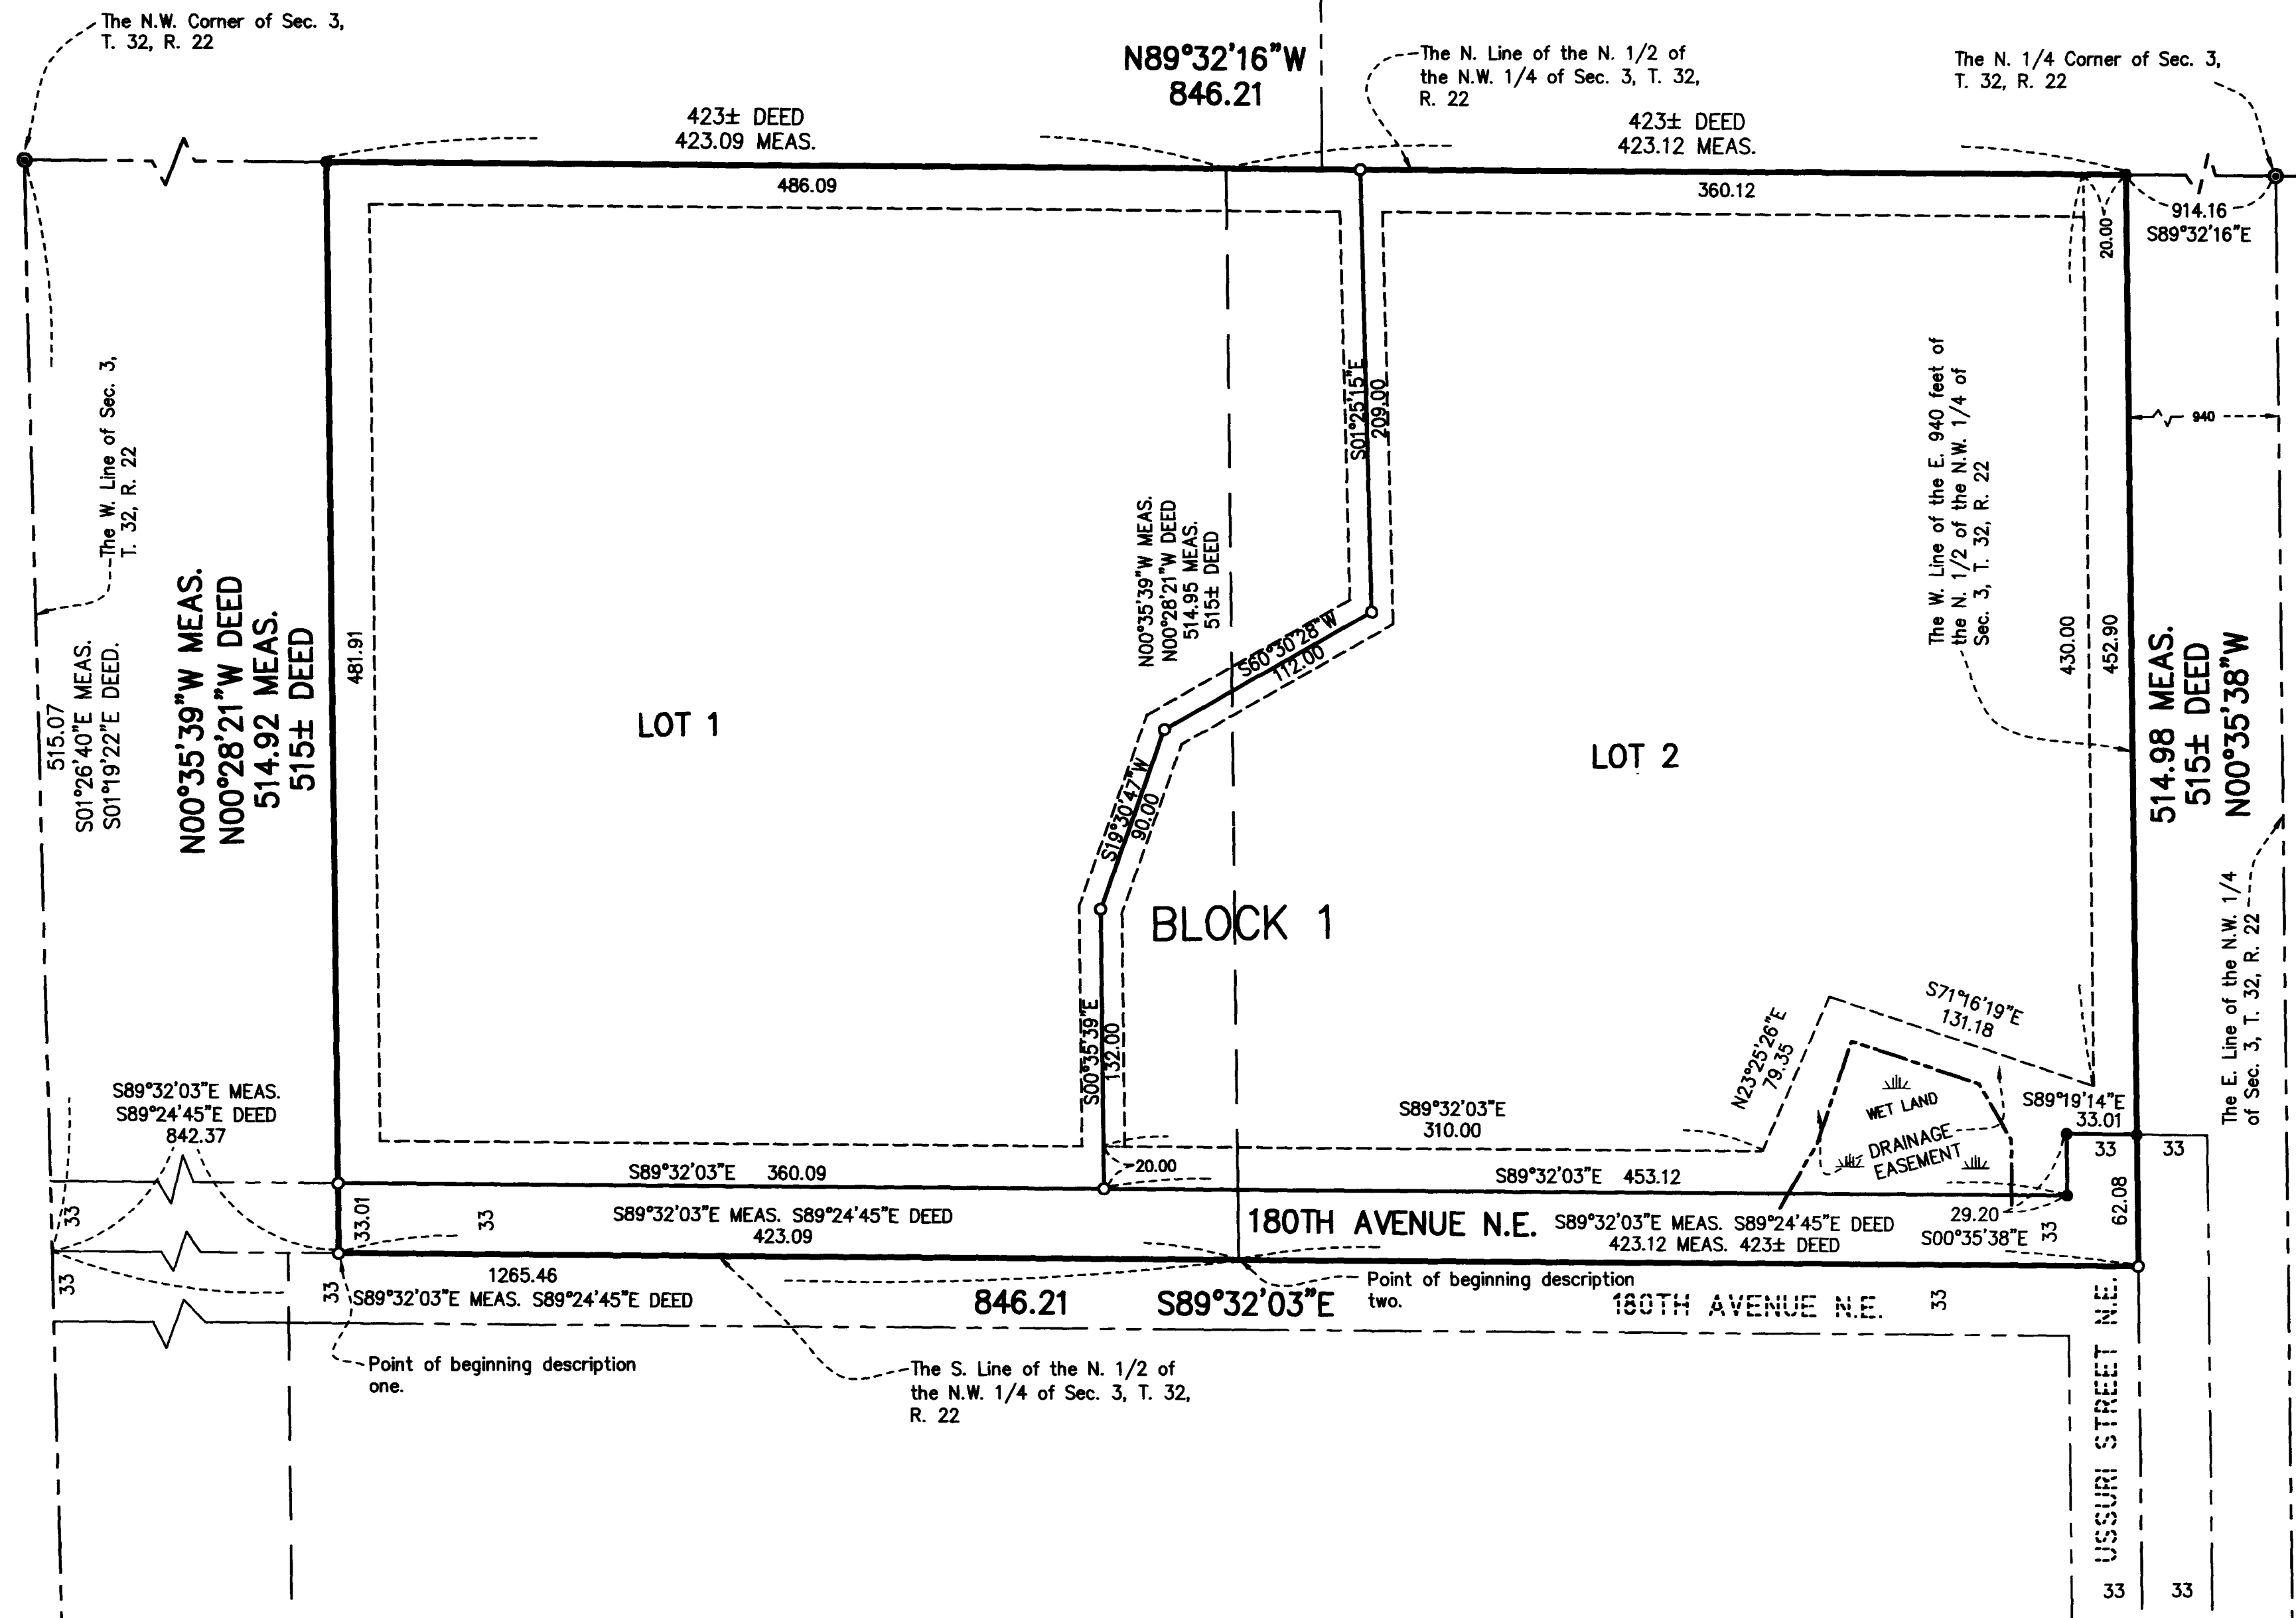 The N.W. Corner of Sec. 3,
T. 32, R. 22
N89°32'16"W
846.21
The N. Line of the N. 1/2 of
the N.W. 1/4 of Sec. 3, T. 32,
R. 22
The N. 1/4 Corner of Sec. 3,
T. 32, R. 22
423± DEED
423.09 MEAS.
423± DEED
423.12 MEAS.
486.09
360.12
20.00
914.16
S89°32'16"E
S01°25'15"E
209.00
The W. Line of the E. 940 feet of
the N. 1/2 of the N.W. 1/4 of
Sec. 3, T. 32, R. 22
940
The W. Line of Sec. 3,
T. 32, R. 22
515.07
S01°26'40"E MEAS.
S01°19'22"E DEED.
N00°35'39"W MEAS.
N00°28'21"W DEED
514.92 MEAS.
515± DEED
481.91
N00°35'39"W MEAS.
N00°28'21"W DEED
514.95 MEAS.
515± DEED
S60°30'28"W
112.00
430.00
452.90
514.98 MEAS.
515± DEED
N00°35'38"W
LOT 1
LOT 2
S19°30'47"W
90.00
BLOCK 1
The E. Line of the N.W. 1/4
of Sec. 3, T. 32, R. 22
S00°35'39"E
132.00
S71°16'19"E
131.18
N23°25'26"E
79.35
S89°32'03"E MEAS.
S89°24'45"E DEED
842.37
S89°32'03"E
310.00
WET LAND
DRAINAGE
EASEMENT
S89°19'14"E
33.01
33
33
20.00
S89°32'03"E 360.09
S89°32'03"E 453.12
33
33.01
33
S89°32'03"E MEAS. S89°24'45"E DEED
423.09
180TH AVENUE N.E.
S89°32'03"E MEAS. S89°24'45"E DEED
423.12 MEAS. 423± DEED
29.20
S00°35'38"E
33
62.08
33
33
1265.46
S89°32'03"E MEAS. S89°24'45"E DEED
846.21 S89°32'03"E
Point of beginning description
two.
180TH AVENUE N.E.
33
Point of beginning description
one.
The S. Line of the N. 1/2 of
the N.W. 1/4 of Sec. 3, T. 32,
R. 22
USSURI STREET N.E.
33
33